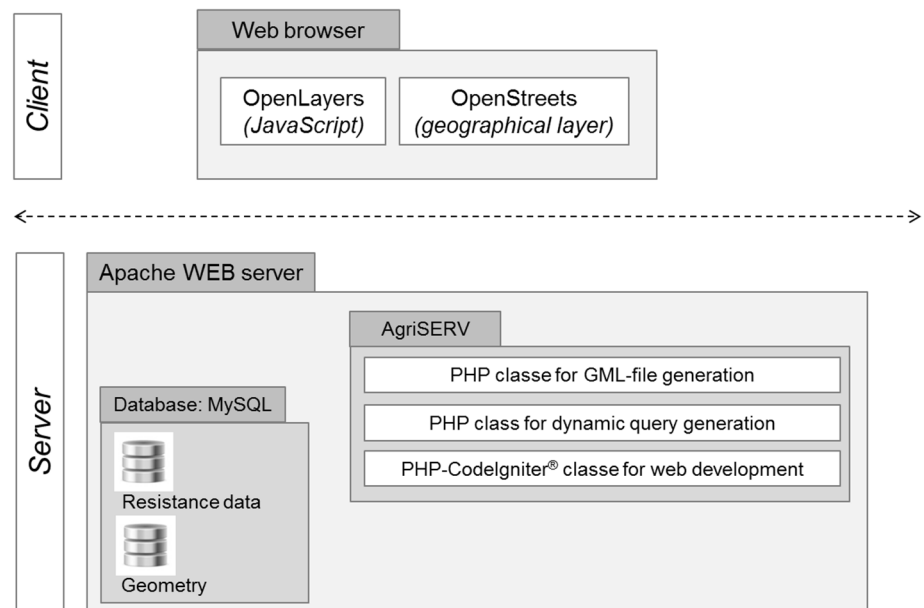 Client
Web browser
OpenLayers
(JavaScript)
OpenStreets
(geographical layer)
Server
Apache WEB server
AgriSERV
PHP classe for GML-file generation
PHP class for dynamic query generation
PHP-CodeIgniter® classe for web development
Database: MySQL
Resistance data
Geometry